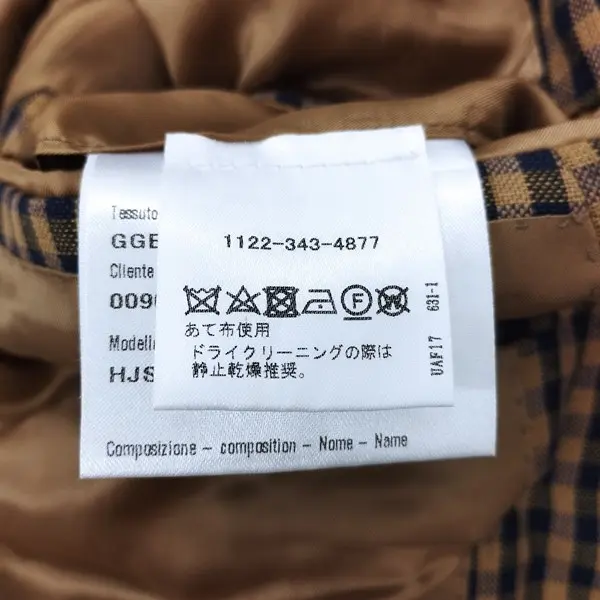 Tessuto
GGE
Cliente
009
Modell
HJS
Composizione - composition - Nome - Name
1122-343-4877
F
W
あて布使用
ドライクリーニングの際は
静止乾燥推奨。
UAF17 631-1